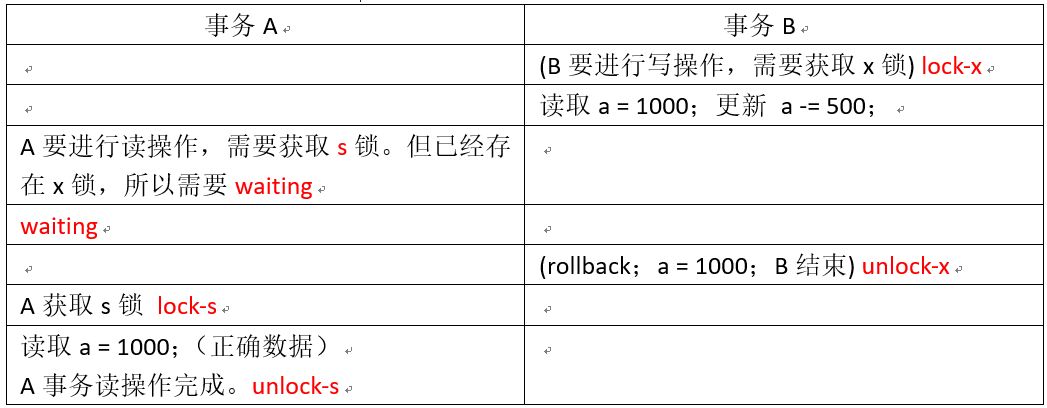 事务 A
事务 B
(B 要进行写操作，需要获取 x 锁) lock-x
读取 a = 1000；更新 a -= 500；
A 要进行读操作，需要获取 s 锁。但已经存
在 x 锁，所以需要 waiting
waiting
(rollback；a = 1000；B 结束) unlock-x
A 获取 s 锁 lock-s
读取 a = 1000；（正确数据）
A 事务读操作完成。unlock-s